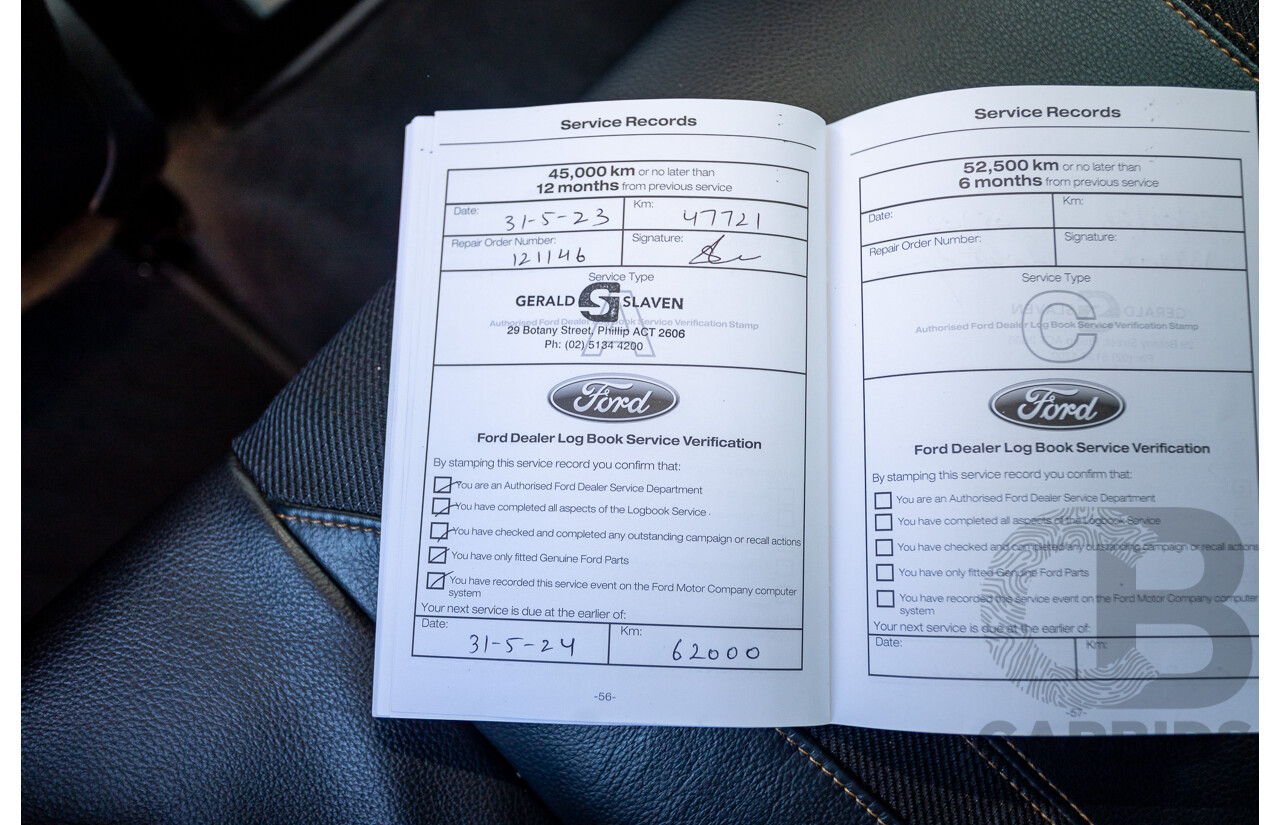 Service Records
45,000 km or no later than
12 months from previous service
Date: 31-5-23
Km: 47721
Repair Order Number: 121146
Signature:
Service Type
GERALD SG SLAVEN
A
Authorised Ford Dealer Log Book Service Verification Stamp
29 Botany Street, Phillip ACT 2606
Ph: (02) 5134 4200
Ford
Ford Dealer Log Book Service Verification
By stamping this service record you confirm that:
You are an Authorised Ford Dealer Service Department
You have completed all aspects of the Logbook Service.
You have checked and completed any outstanding campaign or recall actions
You have only fitted Genuine Ford Parts
You have recorded this service event on the Ford Motor Company computer
system
Your next service is due at the earlier of:
Date: 31-5-24
Km: 62000
-56-
Service Records
52,500 km or no later than
6 months from previous service
Date:
Km:
Repair Order Number:
Signature:
Service Type
C
Authorised Ford Dealer Log Book Service Verification Stamp
Ford
Ford Dealer Log Book Service Verification
By stamping this service record you confirm that:
You are an Authorised Ford Dealer Service Department
You have completed all aspects of the Logbook Service
You have checked and completed any outstanding campaign or recall actions
You have only fitted Genuine Ford Parts
You have recorded this service event on the Ford Motor Company computer
system
Your next service is due at the earlier of:
Date:
Km:
-57-
CB
CARBIDS